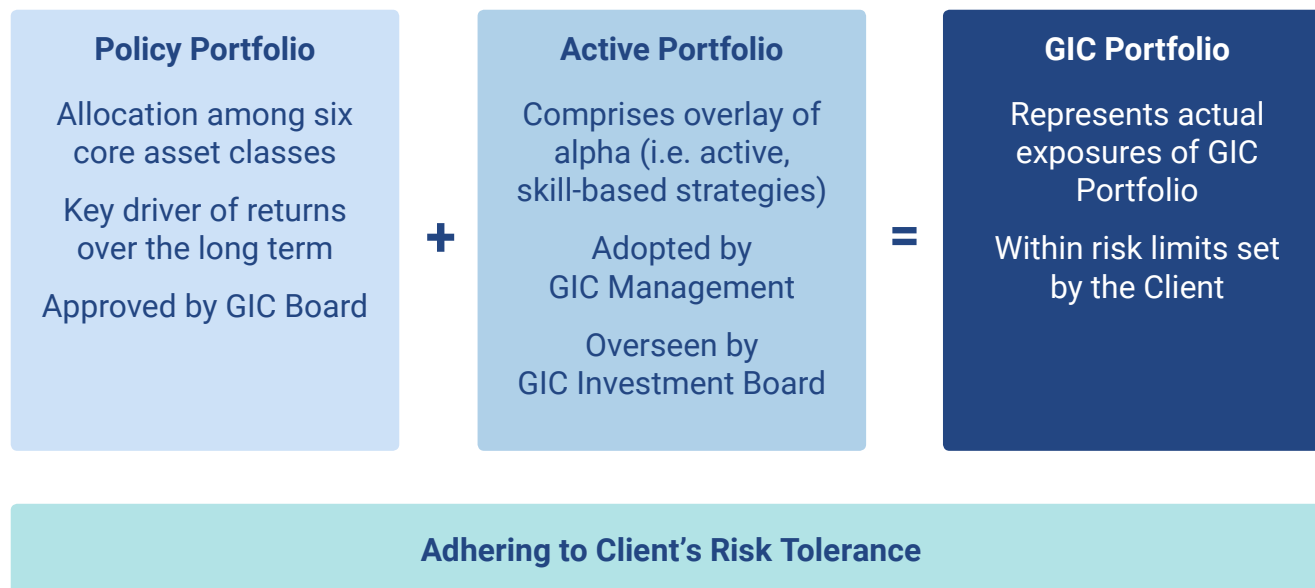 Policy Portfolio
Allocation among six
core asset classes
Key driver of returns
over the long term
Approved by GIC Board
+
Active Portfolio
Comprises overlay of
alpha (i.e. active,
skill-based strategies)
Adopted by
GIC Management
Overseen by
GIC Investment Board
=
GIC Portfolio
Represents actual
exposures of GIC
Portfolio
Within risk limits set
by the Client
Adhering to Client’s Risk Tolerance